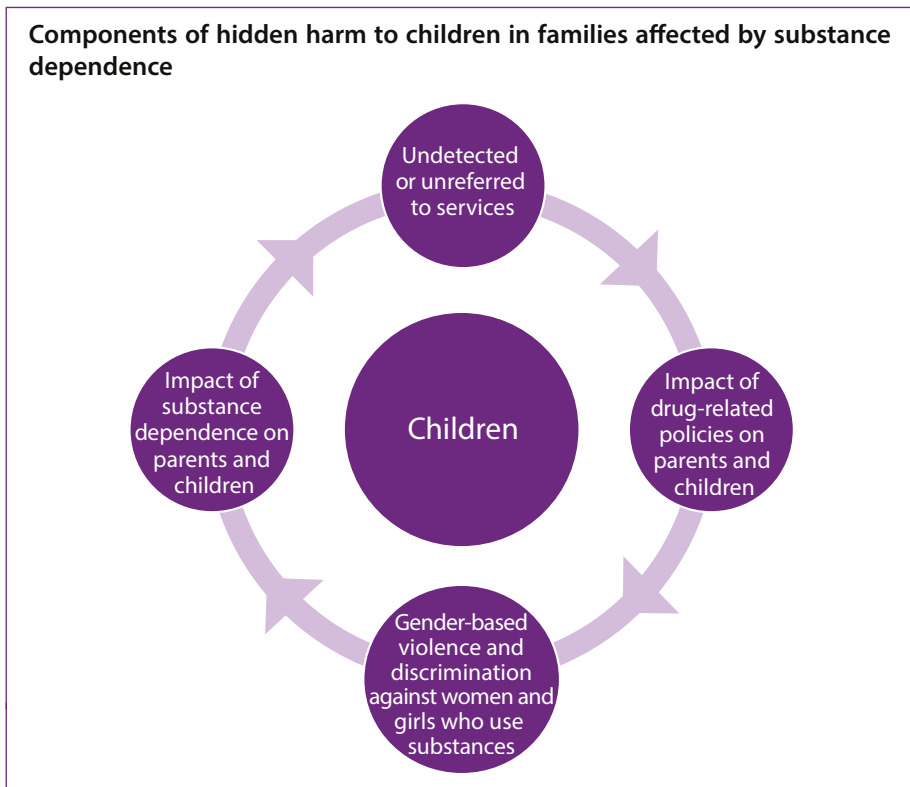 Components of hidden harm to children in families affected by substance
dependence
Undetected
or unreferred
to services
Impact of
substance
dependence on
parents and
children
Children
Impact of
drug-related
policies on
parents and
children
Gender-based
violence and
discrimination
against women and
girls who use
substances